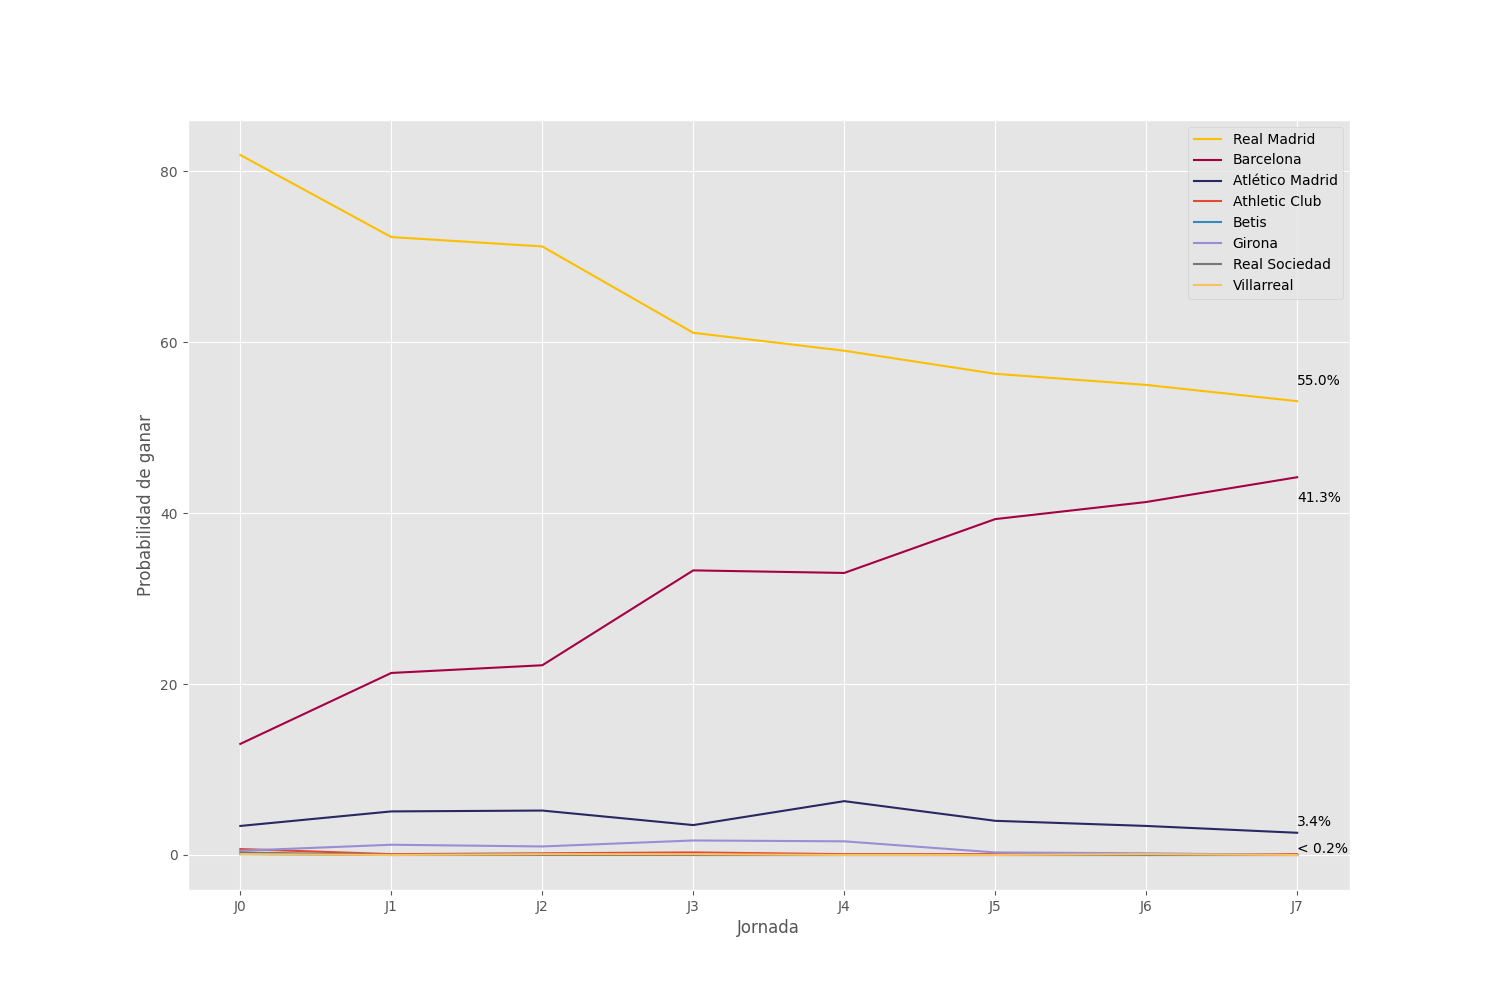 Real Madrid
Barcelona
Atlético Madrid
Athletic Club
Betis
Girona
Real Sociedad
Villarreal
80
60
40
20
0
Probabilidad de ganar
55.0%
41.3%
3.4%
< 0.2%
J0 J1 J2 J3 J4 J5 J6 J7
Jornada